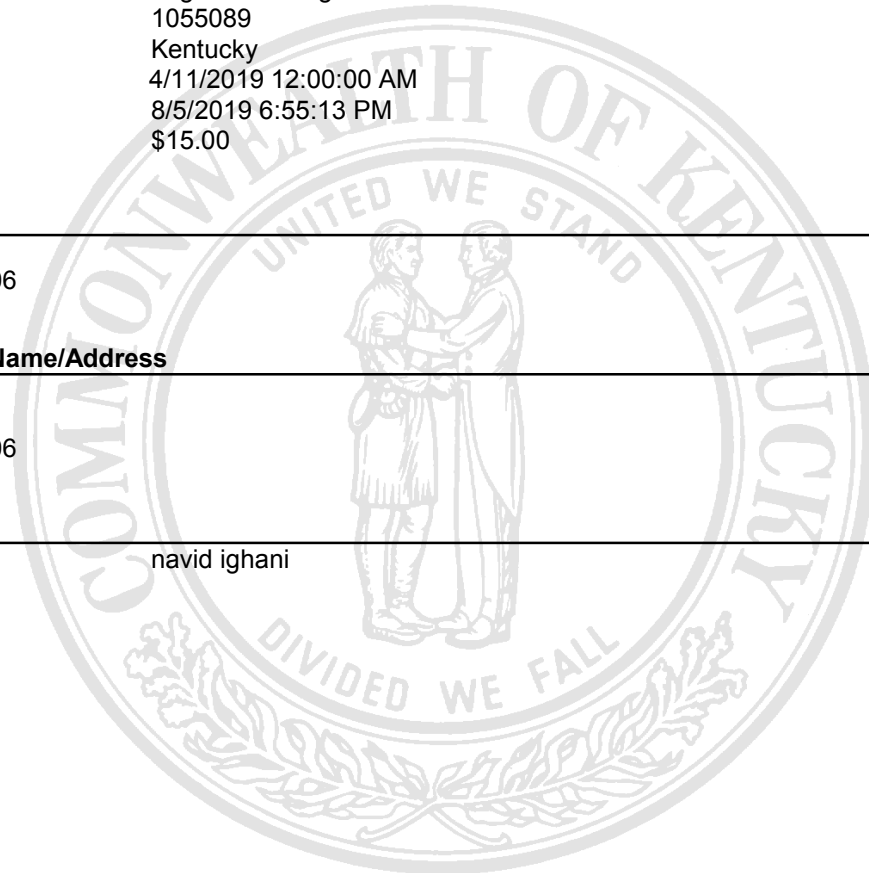 1055089
Kentucky
4/11/2019 12:00:00 AM
8/5/2019 6:55:13 PM
$15.00
COMMONWEALTH OF KENTUCKY
UNITED WE STAND
06
Name/Address
06
navid ighani
DIVIDED WE FALL